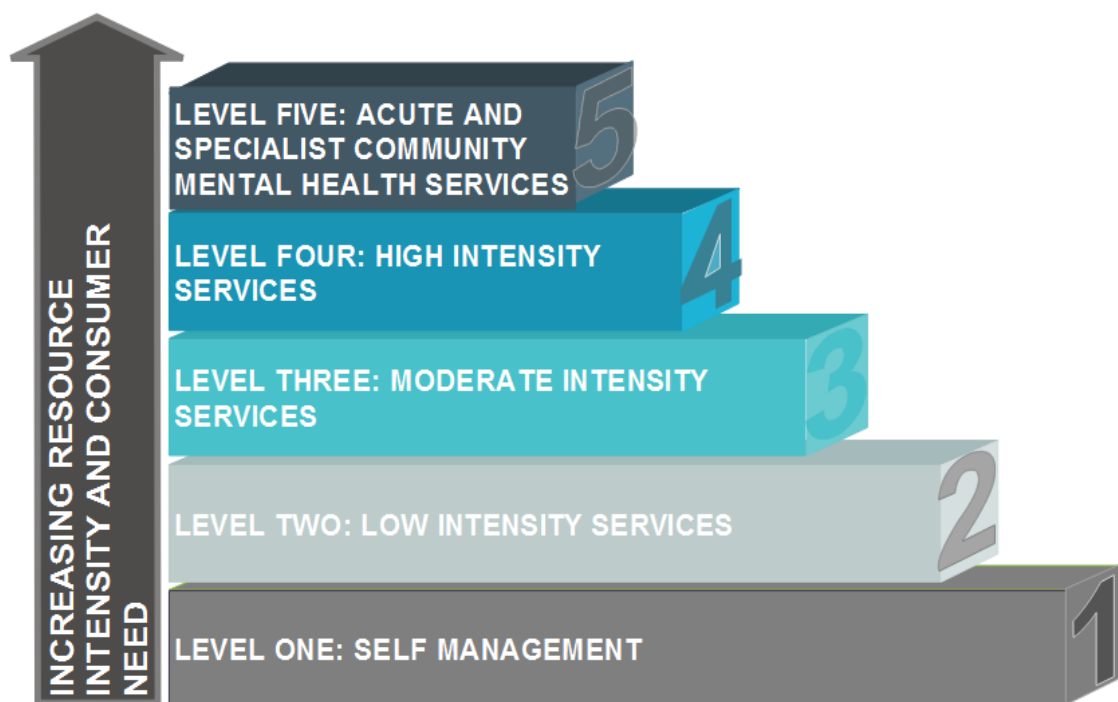 INCREASING RESOURCE
INTENSITY AND CONSUMER
NEED
LEVEL FIVE: ACUTE AND
SPECIALIST COMMUNITY
MENTAL HEALTH SERVICES
5
LEVEL FOUR: HIGH INTENSITY
SERVICES
4
LEVEL THREE: MODERATE INTENSITY
SERVICES
3
LEVEL TWO: LOW INTENSITY SERVICES
2
LEVEL ONE: SELF MANAGEMENT
1